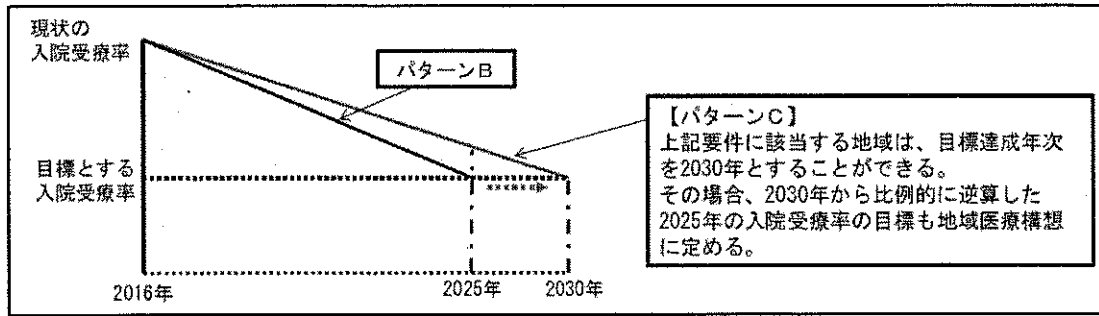 現状の
入院受療率
パターンB
【パターンC】
上記要件に該当する地域は、目標達成年次
を2030年とすることができる。
その場合、2030年から比例的に逆算した
2025年の入院受療率の目標も地域医療構想
に定める。
目標とする
入院受療率
2016年
2025年
2030年